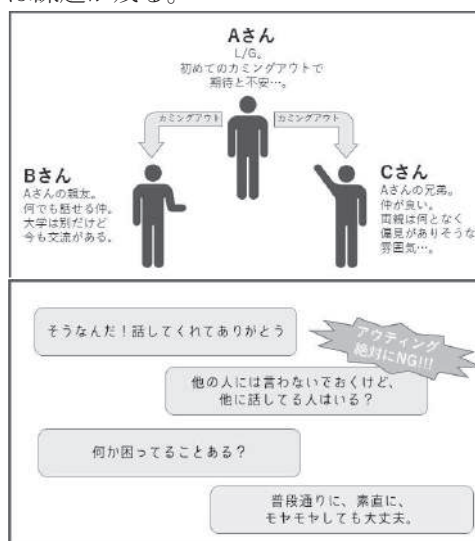 Aさん
L/G。
初めてのカミングアウトで
期待と不安…。
カミングアウト
カミングアウト
Bさん
Aさんの親友。
何でも話せる仲。
大学は別だけど
今も交流がある。
Cさん
Aさんの兄弟。
仲が良い。
両親は何となく
偏見がありそうな
雰囲気…。
そうなんだ！話してくれてありがとう
アウティング
絶対にNG!!!
他の人には言わないでおくけど、
他に話してる人はいる？
何か困ってることある？
普段通りに、素直に、
モヤモヤしても大丈夫。